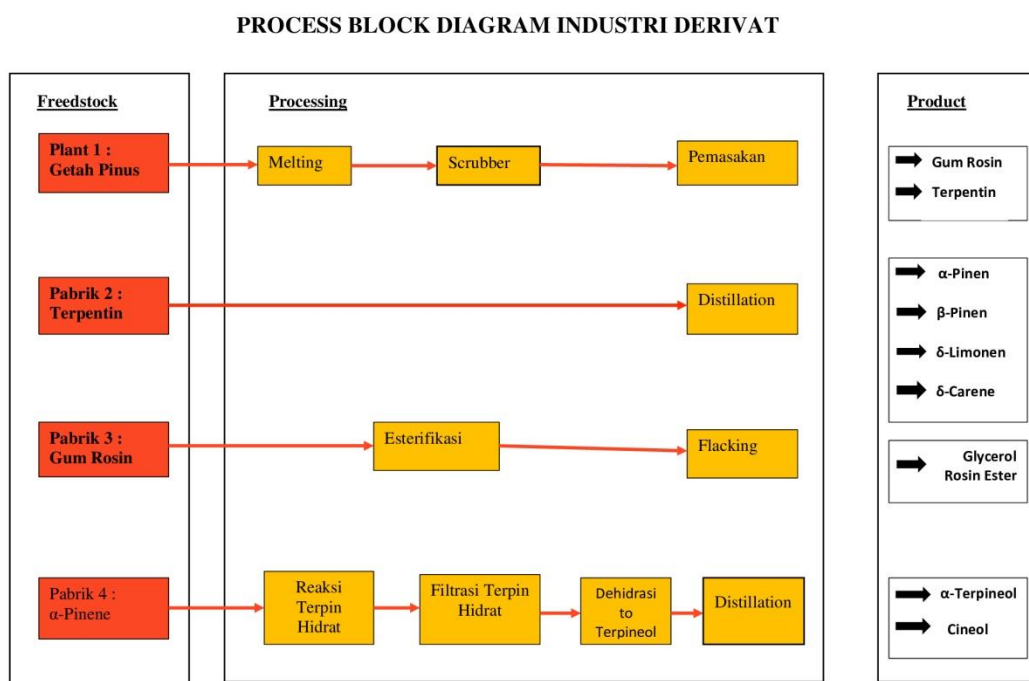 PROCESS BLOCK DIAGRAM INDUSTRI DERIVAT
Freedstock
Processing
Product
Plant 1 :
Getah Pinus
Melting
Scrubber
Pemasakan
Gum Rosin
Terpentin
Pabrik 2 :
Terpentin
Distillation
α-Pinen
β-Pinen
δ-Limonen
δ-Carene
Pabrik 3 :
Gum Rosin
Esterifikasi
Flacking
Glycerol
Rosin Ester
Pabrik 4 :
α-Pinene
Reaksi
Terpin
Hidrat
Filtrasi Terpin
Hidrat
Dehidrasi
to
Terpineol
Distillation
α-Terpineol
Cineol